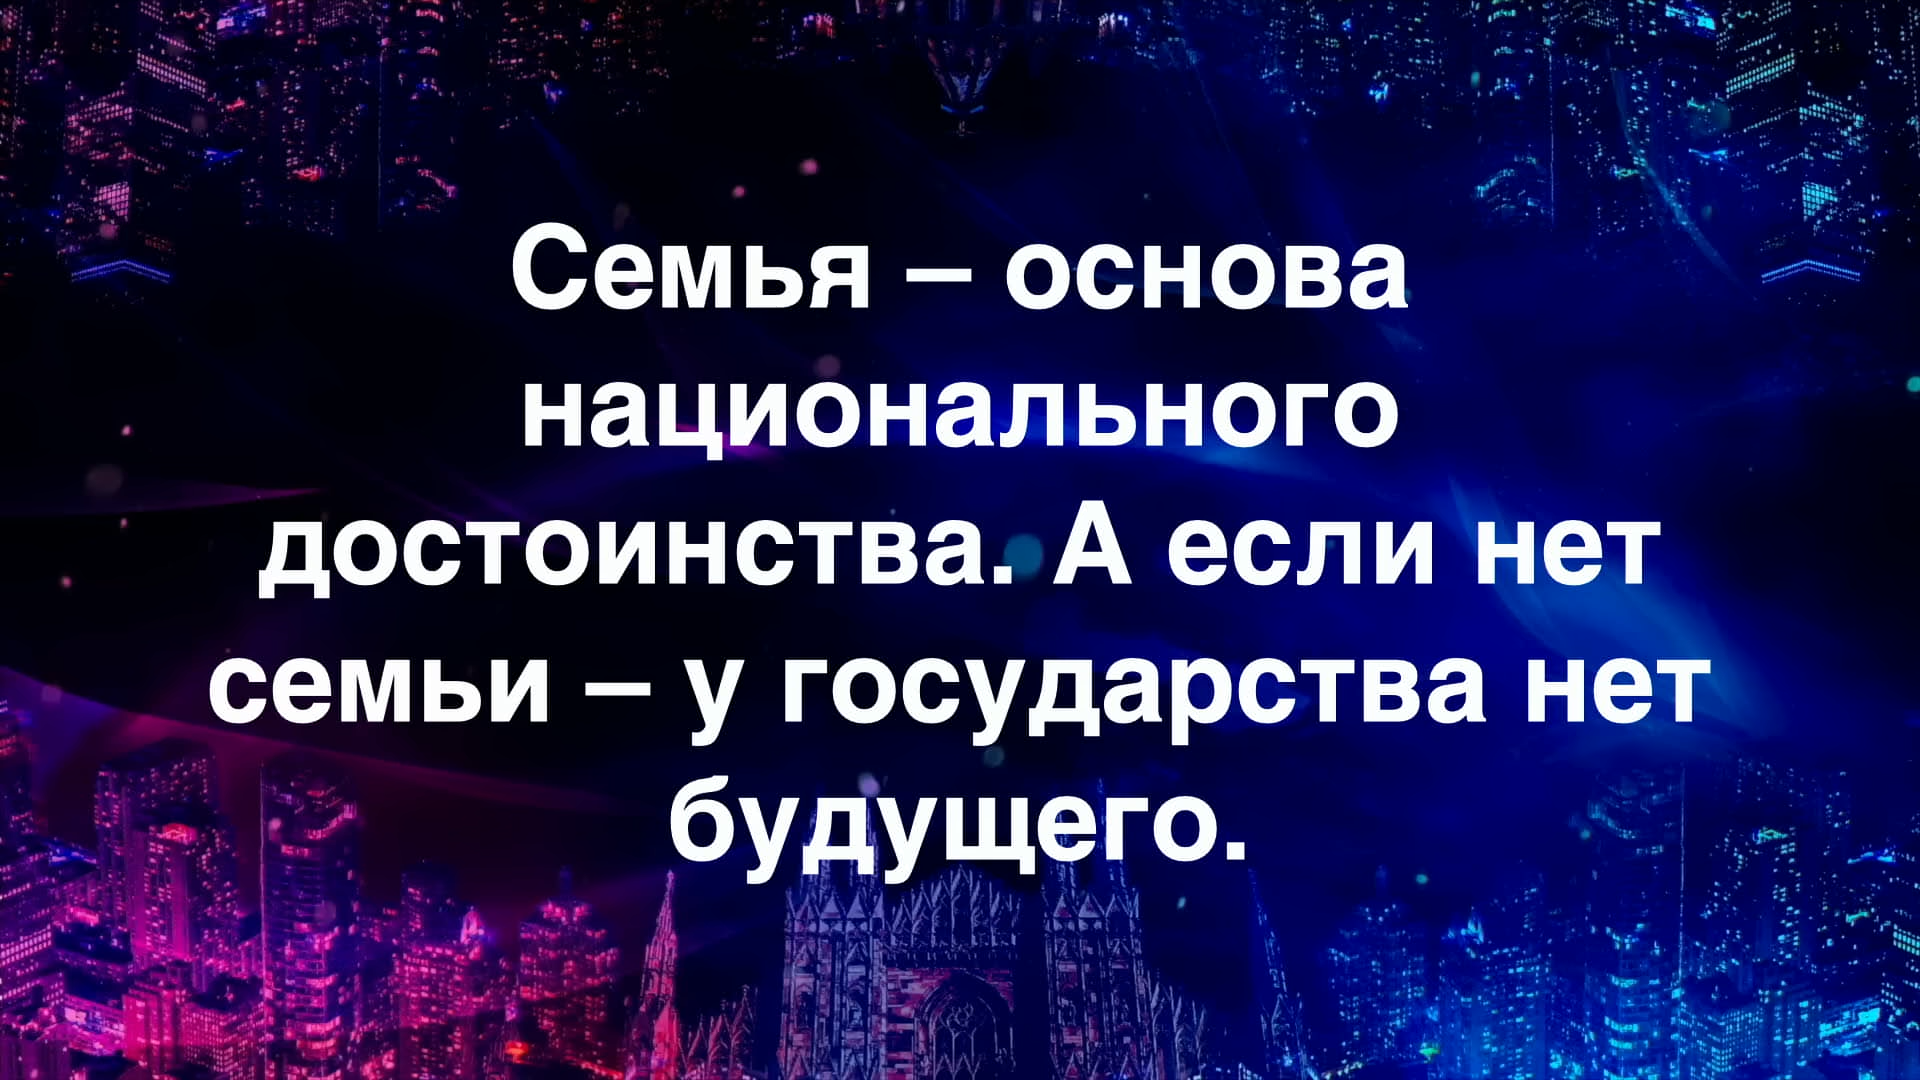 Семья – основа
национального
достоинства. А если нет
семьи – у государства нет
будущего.